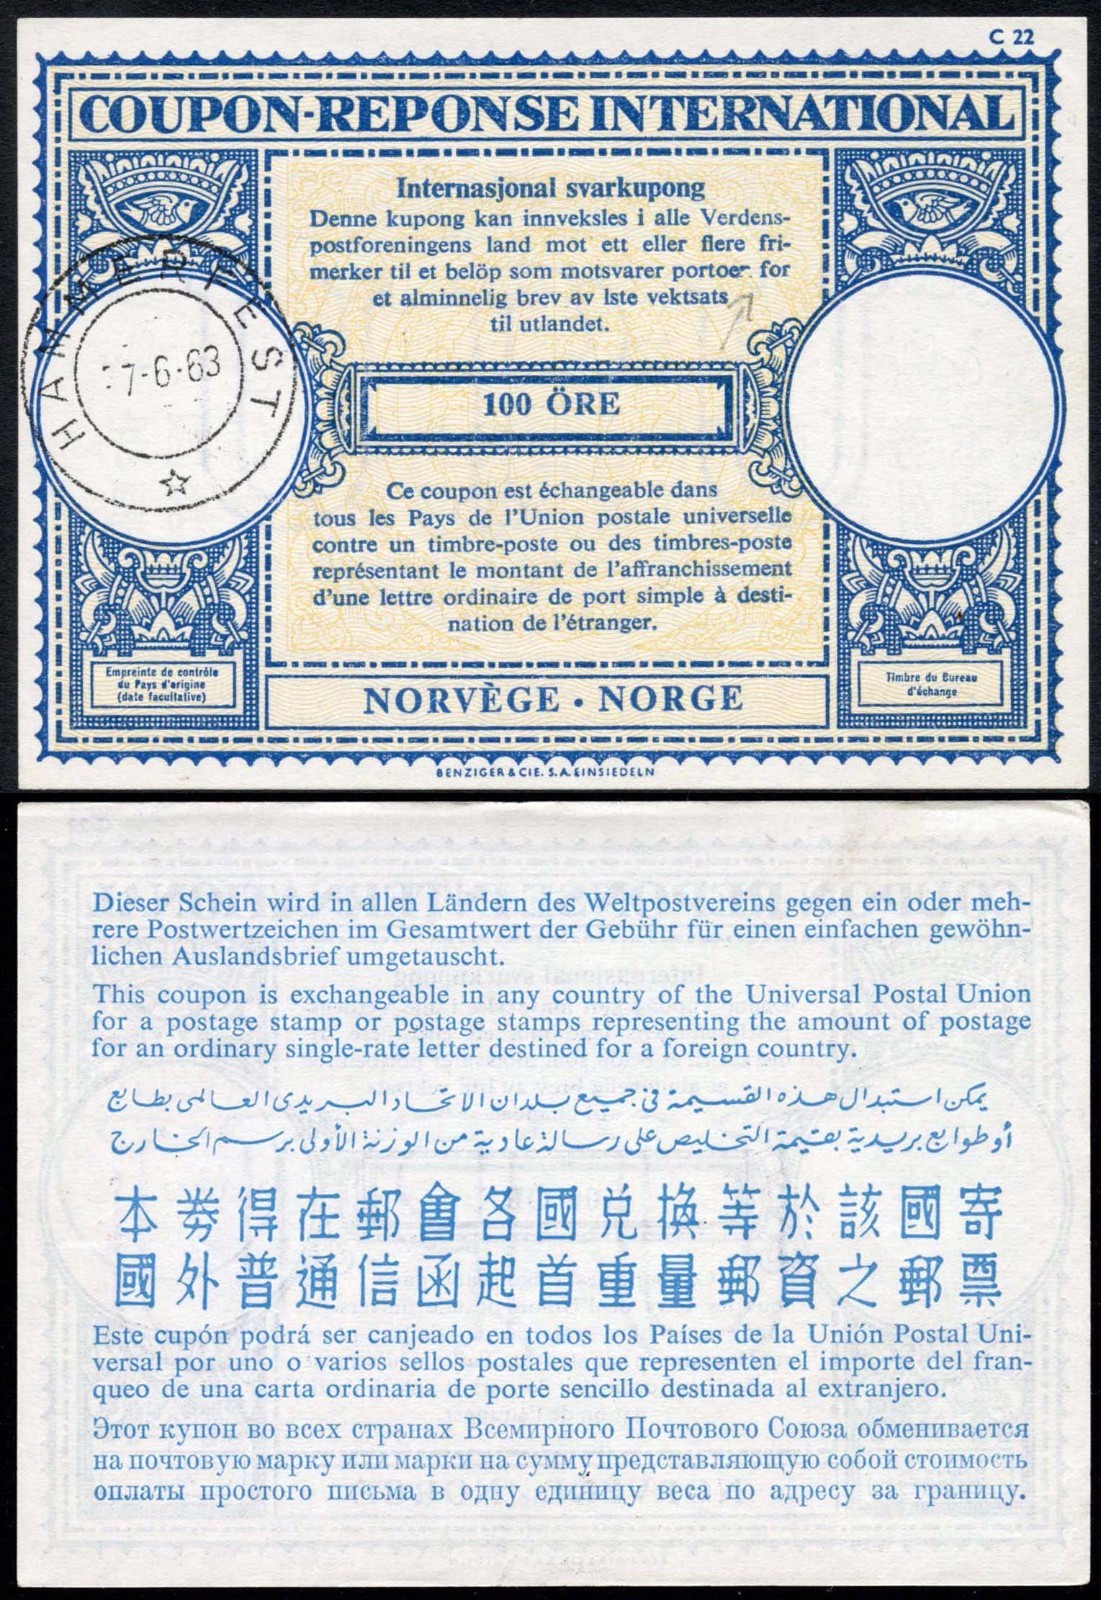 C 22
COUPON-REPONSE INTERNATIONAL
Internasjonal svarkupong
Denne kupong kan innveksles i alle Verdens-
postforeningens land mot ett eller flere fri-
merker til et belöp som motsvarer portoer for
et alminnelig brev av lste vektsats
til utlandet.
HAMMERFEST
7-6-63
100 ÖRE
Ce coupon est échangeable dans
tous les Pays de l'Union postale universelle
contre un timbre-poste ou des timbres-poste
représentant le montant de l'affranchissement
d'une lettre ordinaire de port simple à desti-
nation de l'étranger.
Empreinte de contrôle
du Pays d'origine
(date facultative)
Timbre du Bureau
d'échange
NORVÈGE • NORGE
BENZIGER & CIE. S.A. EINSIEDELN
Dieser Schein wird in allen Ländern des Weltpostvereins gegen ein oder meh-
rere Postwertzeichen im Gesamtwert der Gebühr für einen einfachen gewöhn-
lichen Auslandsbrief umgetauscht.
This coupon is exchangeable in any country of the Universal Postal Union
for a postage stamp or postage stamps representing the amount of postage
for an ordinary single-rate letter destined for a foreign country.
يمكن استبدال هذه القسيمة فى جميع بلدان الاتحاد البريدى العالمى بطابع
أو طوابع بريدية بقيمة التخليص على رسالة عادية من الوزنة الأولى برسم الخارج
本券得在郵會各國兑換等於該國寄
國外普通信函起首重量郵資之郵票
Este cupón podrá ser canjeado en todos los Países de la Unión Postal Uni-
versal por uno o varios sellos postales que representen el importe del fran-
queo de una carta ordinaria de porte sencillo destinada al extranjero.
Этот купон во всех странах Всемирного Почтового Союза обменивается
на почтовую марку или марки на сумму представляющую собой стоимость
оплаты простого письма в одну единицу веса по адресу за границу.